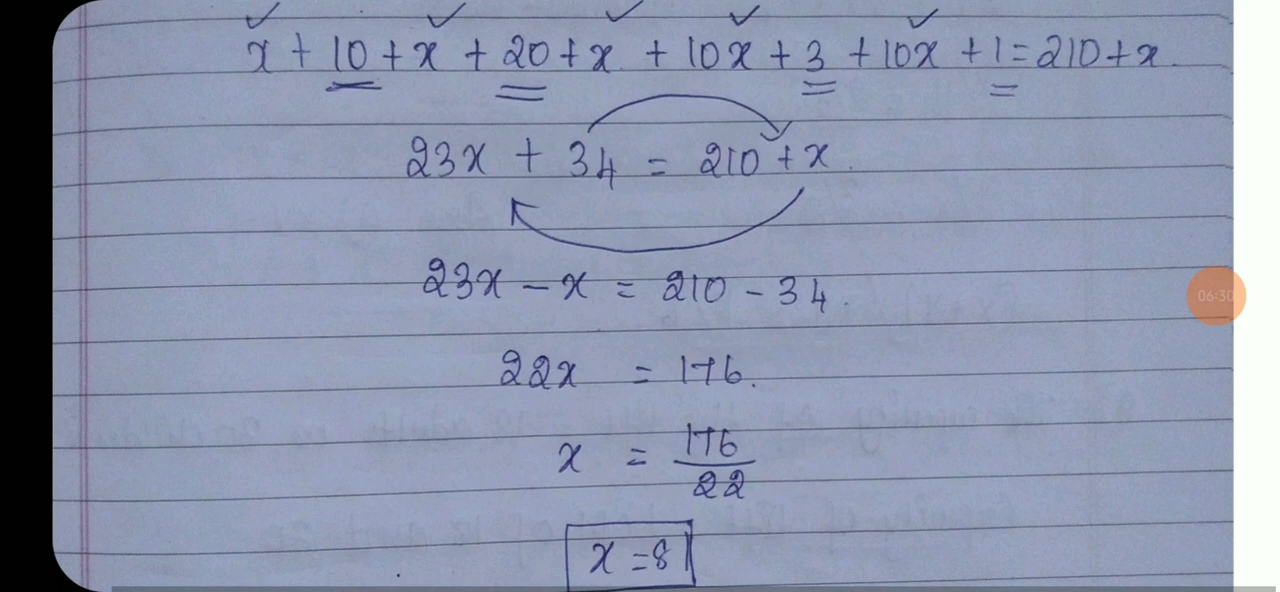 x + 10 + x + 20 + x + 10x + 3 + 10x + 1 = 210 + x.
23x + 34 = 210 + x.
23x - x = 210 - 34.
22x = 176.
x = 176/22
x = 8
06:30